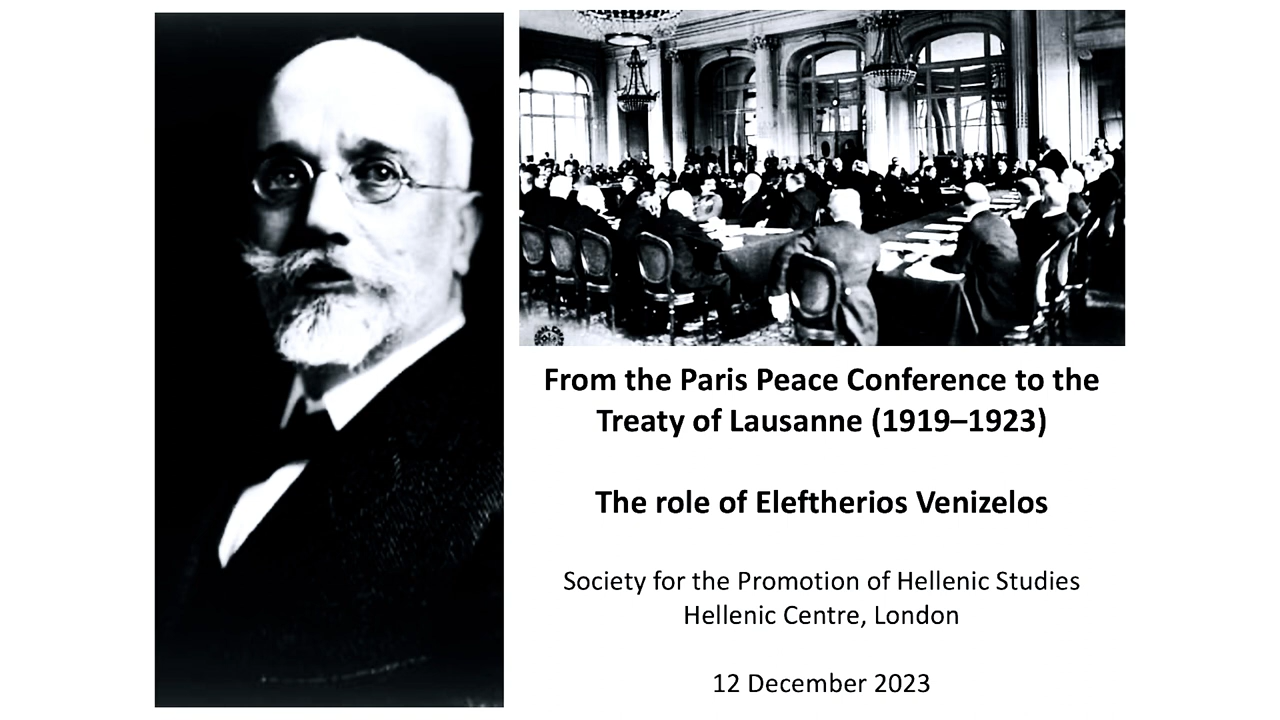 From the Paris Peace Conference to the
Treaty of Lausanne (1919–1923)
The role of Eleftherios Venizelos
Society for the Promotion of Hellenic Studies
Hellenic Centre, London
12 December 2023